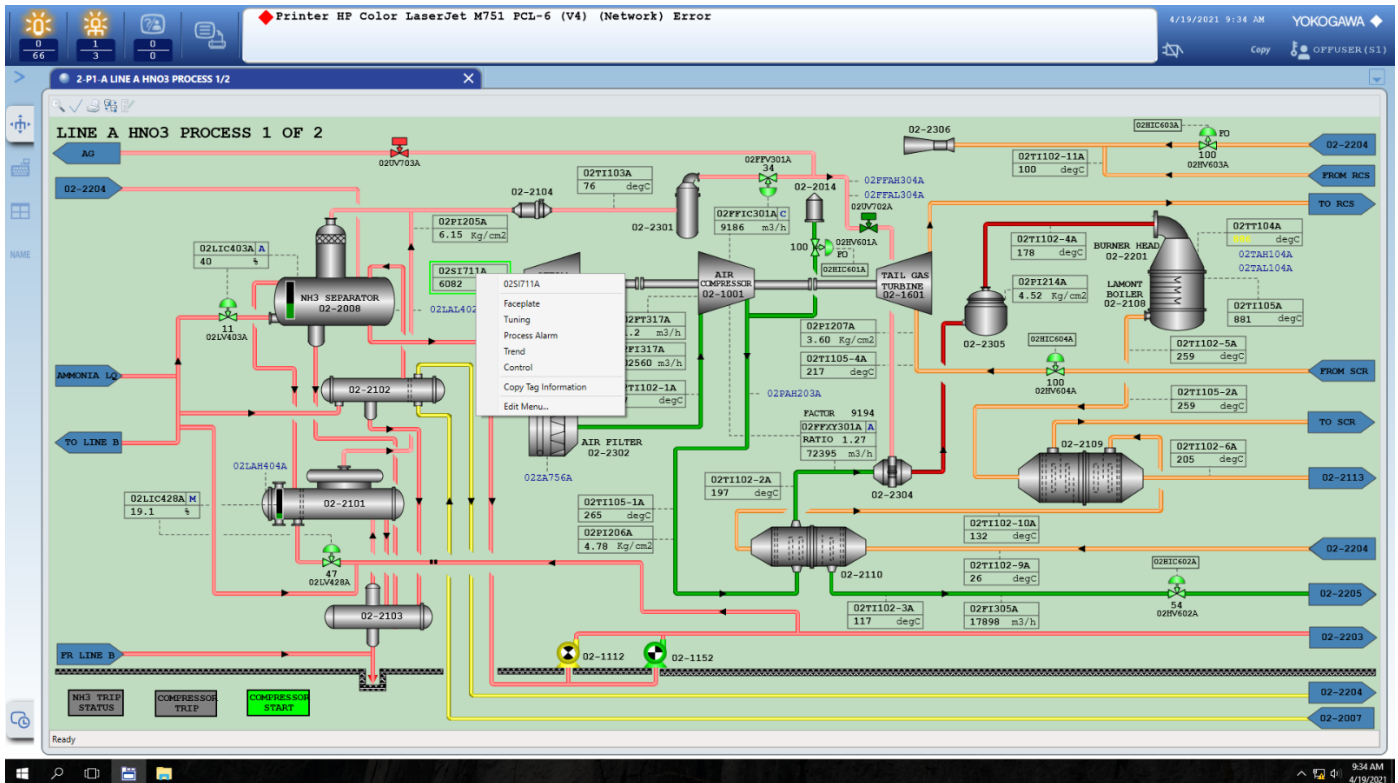 0
66
1
3
0
0
Printer HP Color LaserJet M751 PCL-6 (V4) (Network) Error
4/19/2021 9:34 AM
YOKOGAWA
Copy
OFFUSER(S1)
2-P1-A LINE A HNO3 PROCESS 1/2
NAME
LINE A HNO3 PROCESS 1 OF 2
AG
02UV703A
02-2204
02-2104
02TI103A
76 degC
02-2301
02FFV301A
34
02-2014
02FFAH304A
02FFAL304A
02UV702A
02-2306
02HIC603A
FO
100
02HV603A
02-2204
02TI102-11A
100 degC
FROM RCS
TO RCS
02PI205A
6.15 Kg/cm2
02FFIC301A C
9186 m3/h
100
02HV601A
FO
02HIC601A
02TI102-4A
178 degC
BURNER HEAD
02-2201
02TT104A
degC
02TAH104A
02TAL104A
02LIC403A A
40 %
02SI711A
6082
NH3 SEPARATOR
02-2008
11
02LV403A
AIR
COMPRESSOR
02-1001
TAIL GAS
TURBINE
02-1601
02PI214A
4.52 Kg/cm2
LAMONT
BOILER
02-2108
02TI105A
881 degC
02-2305
02SI711A
Faceplate
Tuning
Process Alarm
Trend
Control
Copy Tag Information
Edit Menu...
02FT317A
.2 m3/h
FI317A
02560 m3/h
TI102-1A
degC
02PI207A
3.60 Kg/cm2
02TI105-4A
217 degC
02PAH203A
02HIC604A
100
02HV604A
02TI102-5A
259 degC
FROM SCR
AMMONIA LQ
02-2102
02TI105-2A
259 degC
FACTOR 9194
02FFXY301A A
RATIO 1.27
72395 m3/h
TO LINE B
AIR FILTER
02-2302
02ZA756A
TO SCR
02-2109
02TI102-6A
205 degC
02-2113
02LAH404A
02LIC428A M
19.1 %
02-2101
02TI102-2A
197 degC
02-2304
02TI105-1A
265 degC
02PI206A
4.78 Kg/cm2
02TI102-10A
132 degC
02-2204
47
02LV428A
02-2110
02TI102-9A
26 degC
02HIC602A
54
02HV602A
02-2205
02-2103
02TI102-3A
117 degC
02FI305A
17898 m3/h
02-2203
FR LINE B
02-1112
02-1152
NH3 TRIP
STATUS
COMPRESSOR
TRIP
COMPRESSOR
START
02-2204
02-2007
Ready
9:34 AM
4/19/2021